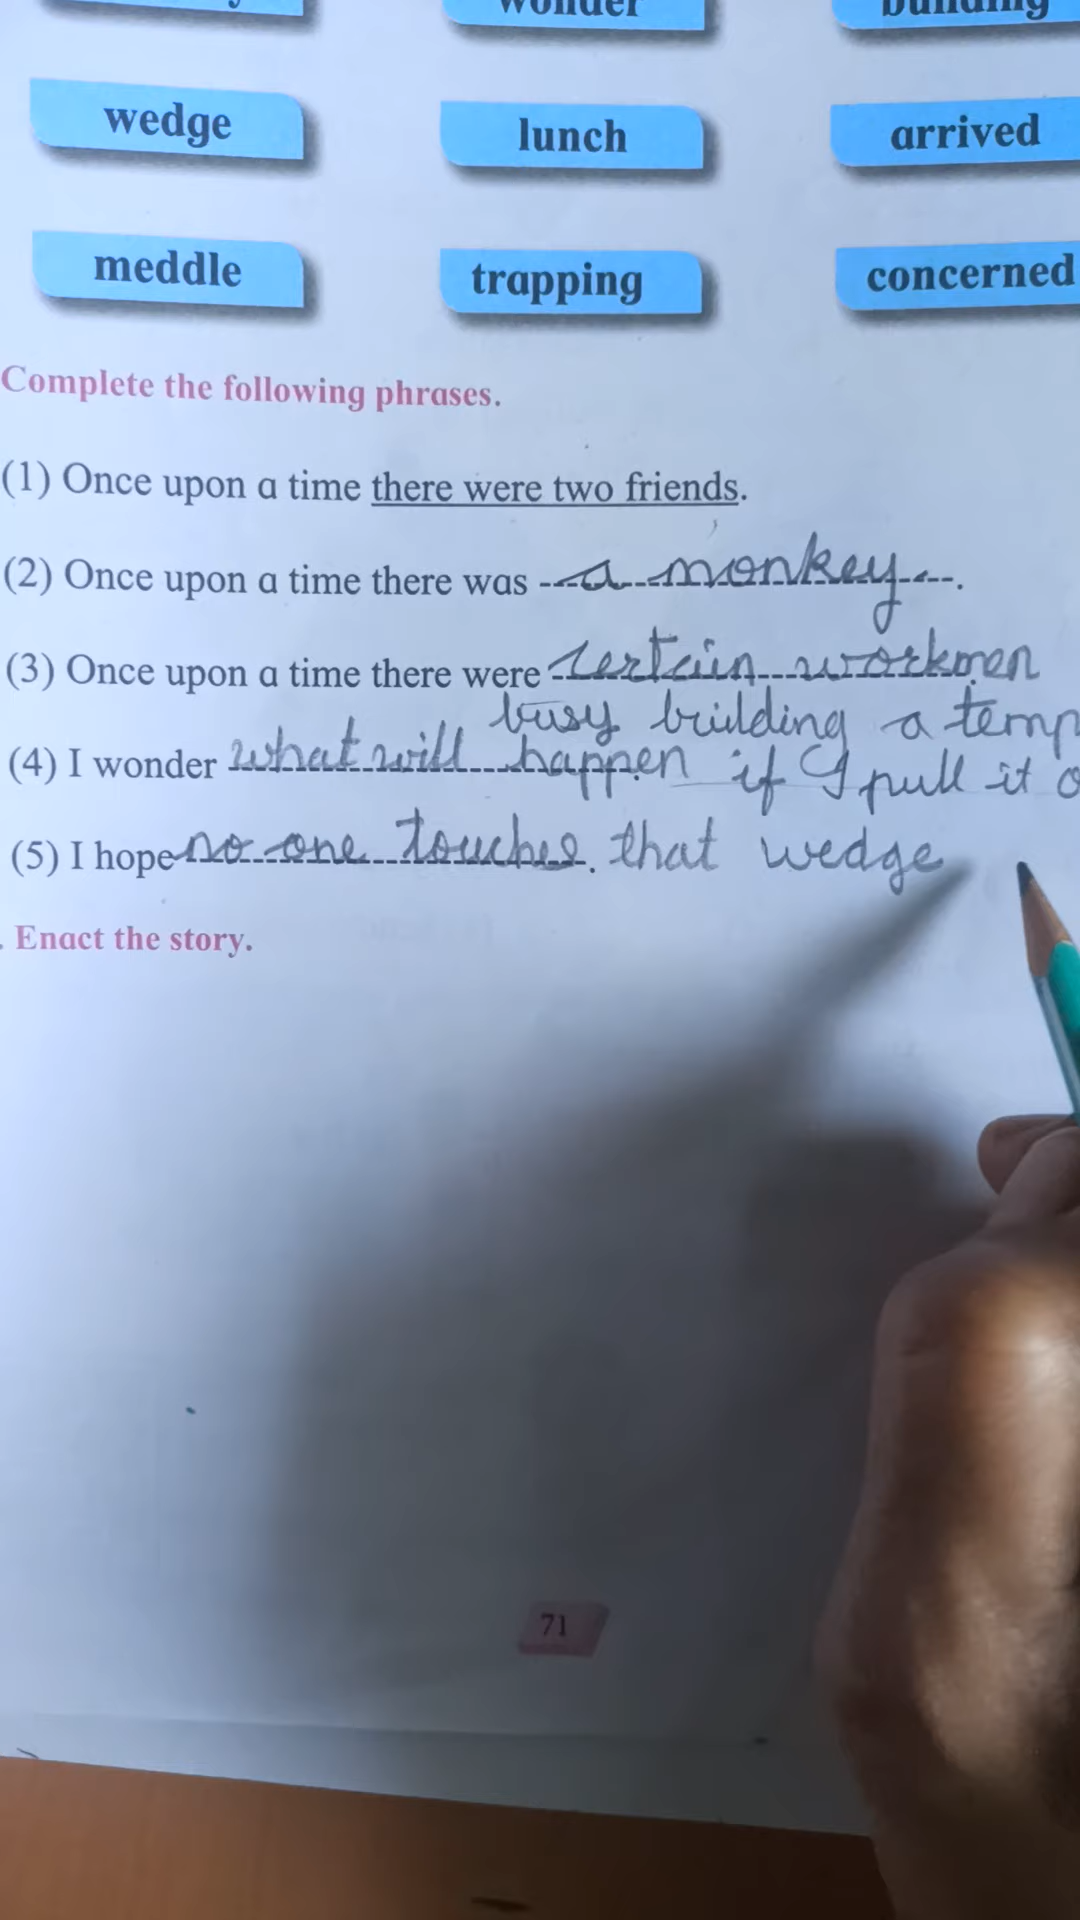 wonder building
wedge lunch arrived
meddle trapping concerned
Complete the following phrases.
(1) Once upon a time there were two friends.
(2) Once upon a time there was a monkey.
(3) Once upon a time there were certain workmen
busy building a temp
(4) I wonder what will happen if I pull it o
(5) I hope no one touches. that wedge
. Enact the story.
71